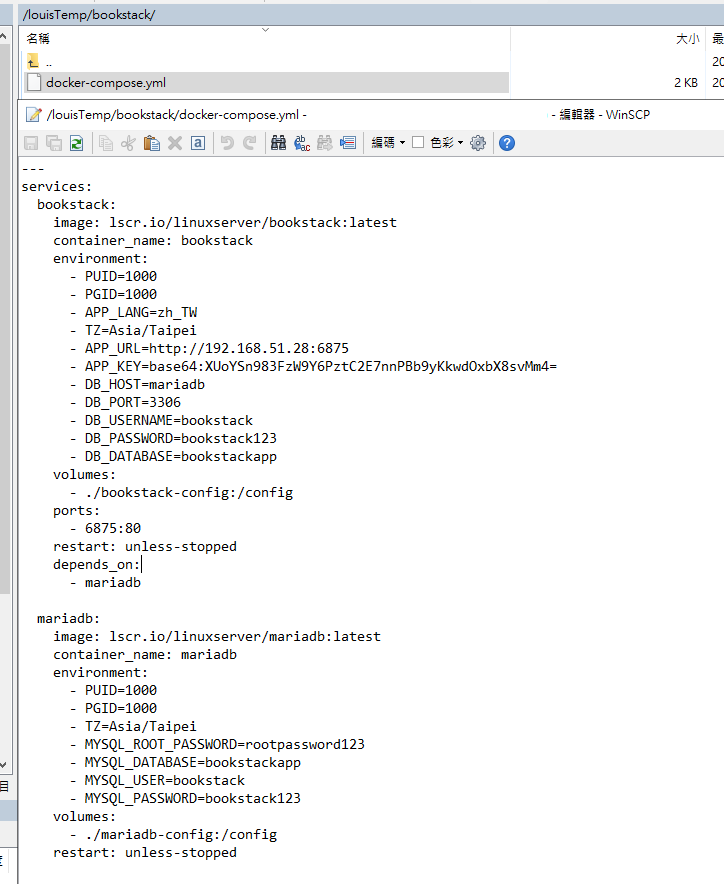 /louisTemp/bookstack/
名稱
大小
最
..
20
docker-compose.yml
2 KB
20
/louisTemp/bookstack/docker-compose.yml -
- 編輯器 - WinSCP
編碼
色彩
---
services:
  bookstack:
    image: lscr.io/linuxserver/bookstack:latest
    container_name: bookstack
    environment:
      - PUID=1000
      - PGID=1000
      - APP_LANG=zh_TW
      - TZ=Asia/Taipei
      - APP_URL=http://192.168.51.28:6875
      - APP_KEY=base64:XUoYSn983FzW9Y6PztC2E7nnPBb9yKkwdOxbX8svMm4=
      - DB_HOST=mariadb
      - DB_PORT=3306
      - DB_USERNAME=bookstack
      - DB_PASSWORD=bookstack123
      - DB_DATABASE=bookstackapp
    volumes:
      - ./bookstack-config:/config
    ports:
      - 6875:80
    restart: unless-stopped
    depends_on:
      - mariadb

  mariadb:
    image: lscr.io/linuxserver/mariadb:latest
    container_name: mariadb
    environment:
      - PUID=1000
      - PGID=1000
      - TZ=Asia/Taipei
      - MYSQL_ROOT_PASSWORD=rootpassword123
      - MYSQL_DATABASE=bookstackapp
      - MYSQL_USER=bookstack
      - MYSQL_PASSWORD=bookstack123
    volumes:
      - ./mariadb-config:/config
    restart: unless-stopped